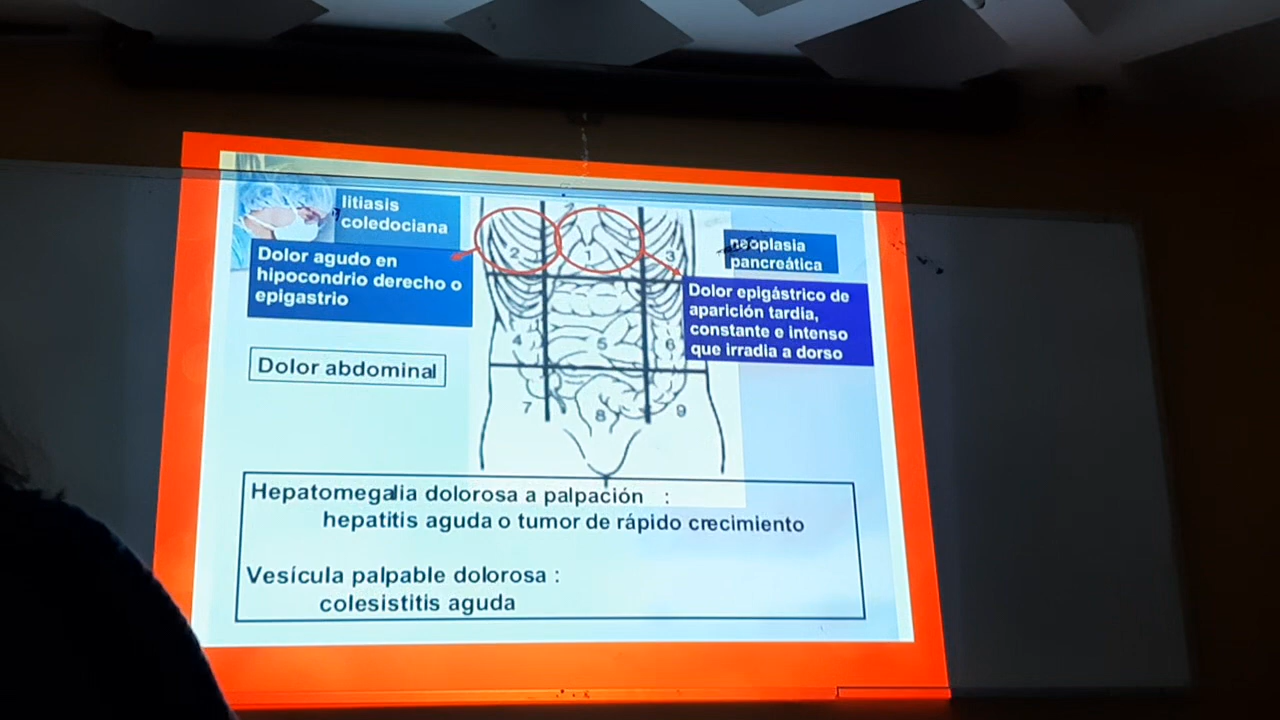 litiasis
coledociana
Dolor agudo en
hipocondrio derecho o
epigastrio
neoplasia
pancreática
Dolor epigástrico de
aparición tardia,
constante e intenso
que irradia a dorso
2
1
3
4
5
6
7
8
9
Dolor abdominal
Hepatomegalia dolorosa a palpación :
hepatitis aguda o tumor de rápido crecimiento
Vesícula palpable dolorosa :
colesistitis aguda